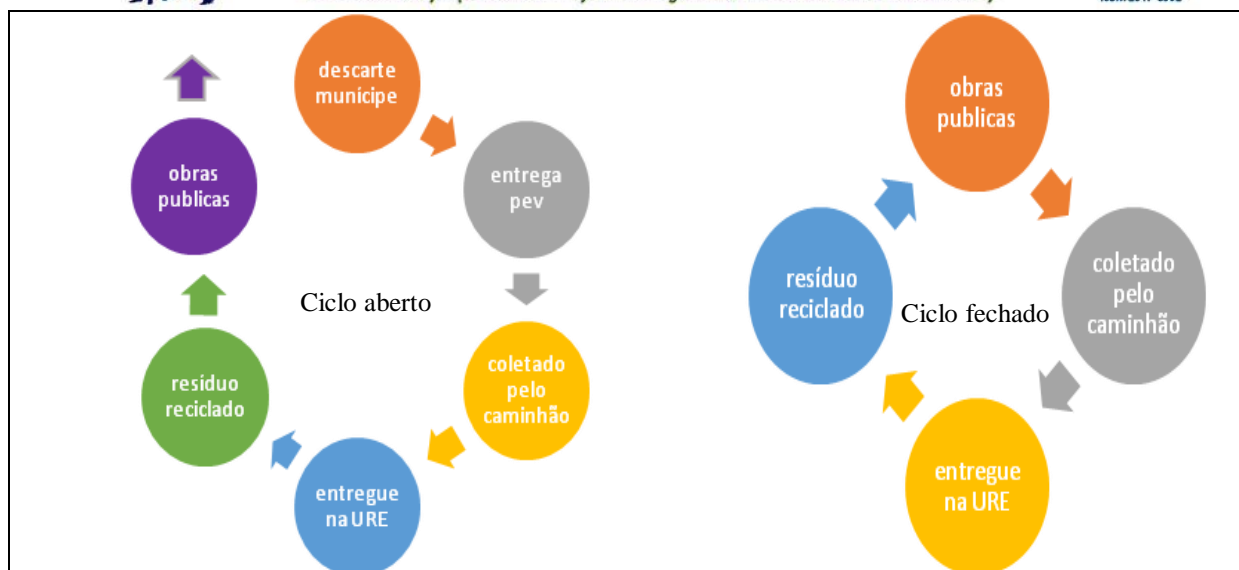 descarte
munícipe
entrega
pev
coletado
pelo
caminhão
entregue
na URE
resíduo
reciclado
obras
publicas
Ciclo aberto
obras
publicas
coletado
pelo
caminhão
entregue
na URE
resíduo
reciclado
Ciclo fechado